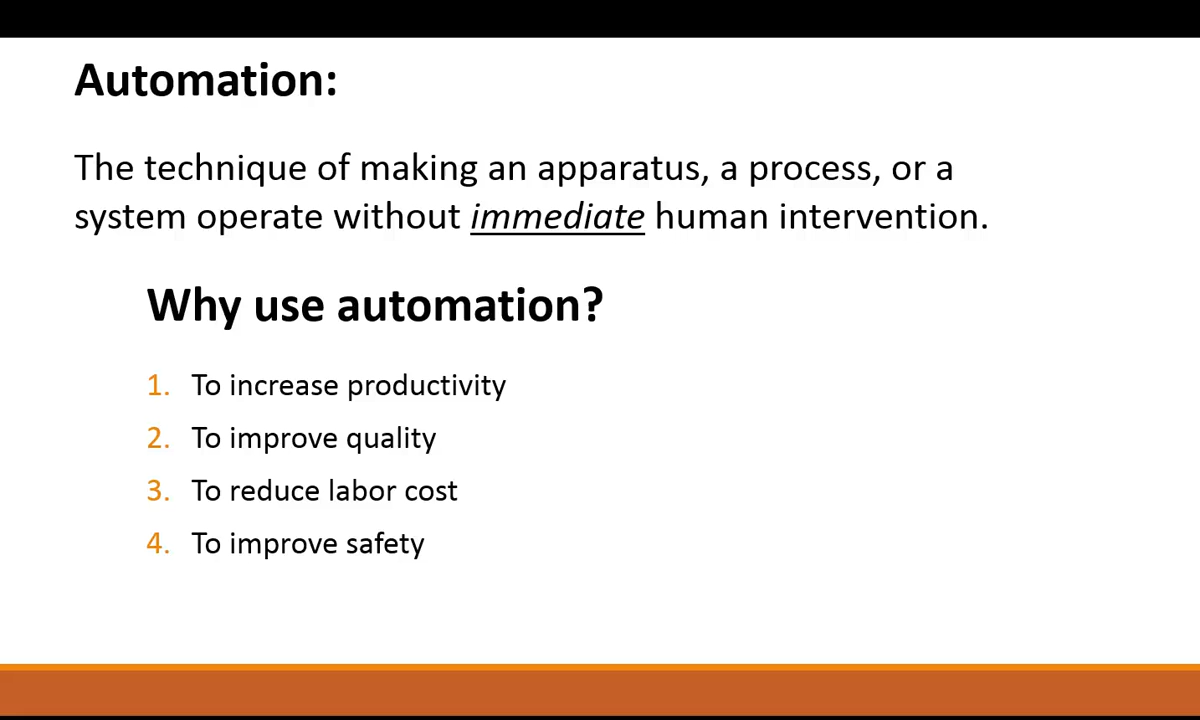 Automation:
The technique of making an apparatus, a process, or a
system operate without immediate human intervention.
Why use automation?
1. To increase productivity
2. To improve quality
3. To reduce labor cost
4. To improve safety